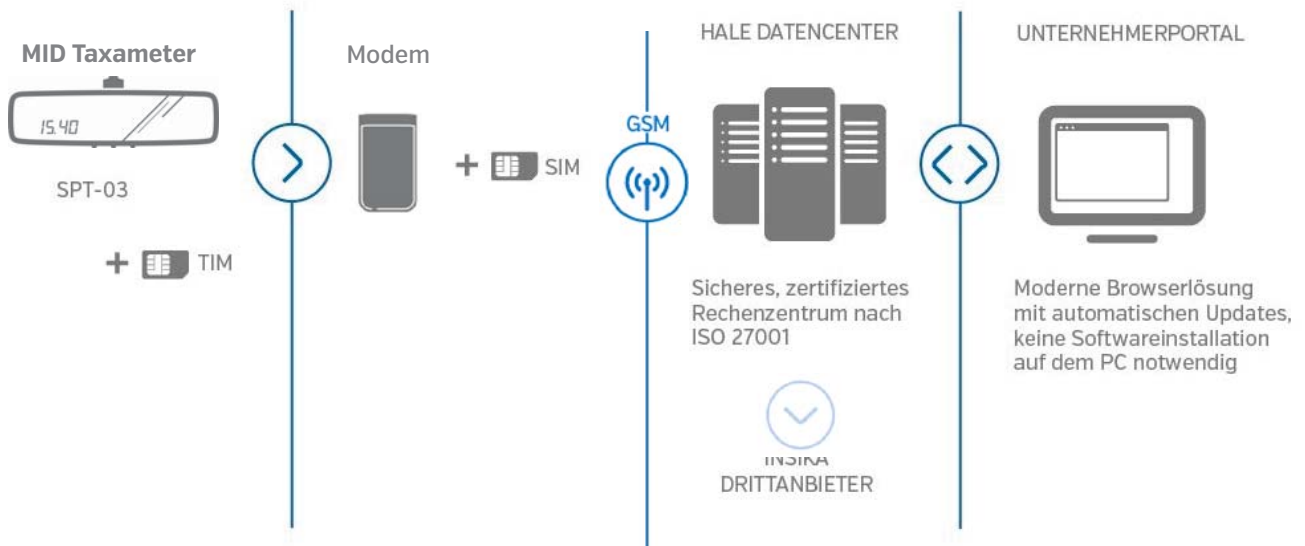 MID Taxameter
15.40
SPT-03
+ TIM
Modem
+ SIM
GSM
HALE DATENCENTER
Sicheres, zertifiziertes
Rechenzentrum nach
ISO 27001
INSIKA
DRITTANBIETER
UNTERNEHMERPORTAL
Moderne Browserlösung
mit automatischen Updates,
keine Softwareinstallation
auf dem PC notwendig